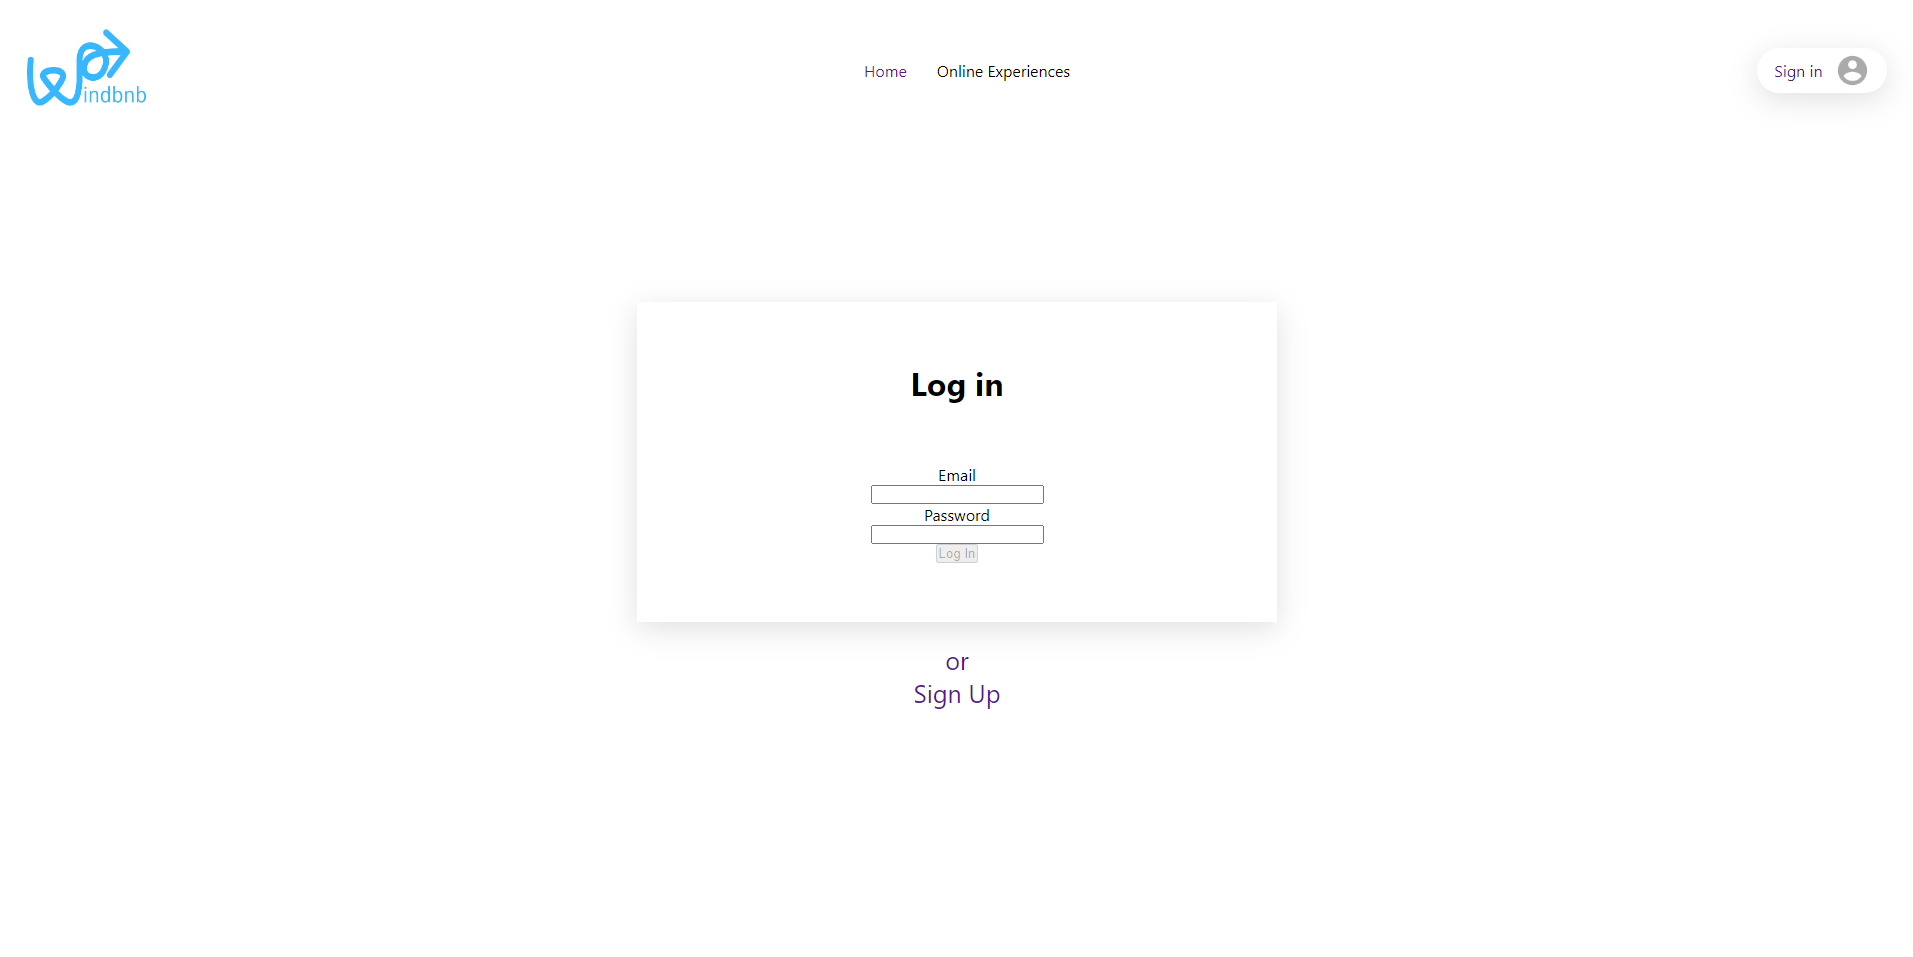 Windbnb
Home Online Experiences
Sign in
Log in
Email
Password
Log In
or
Sign Up